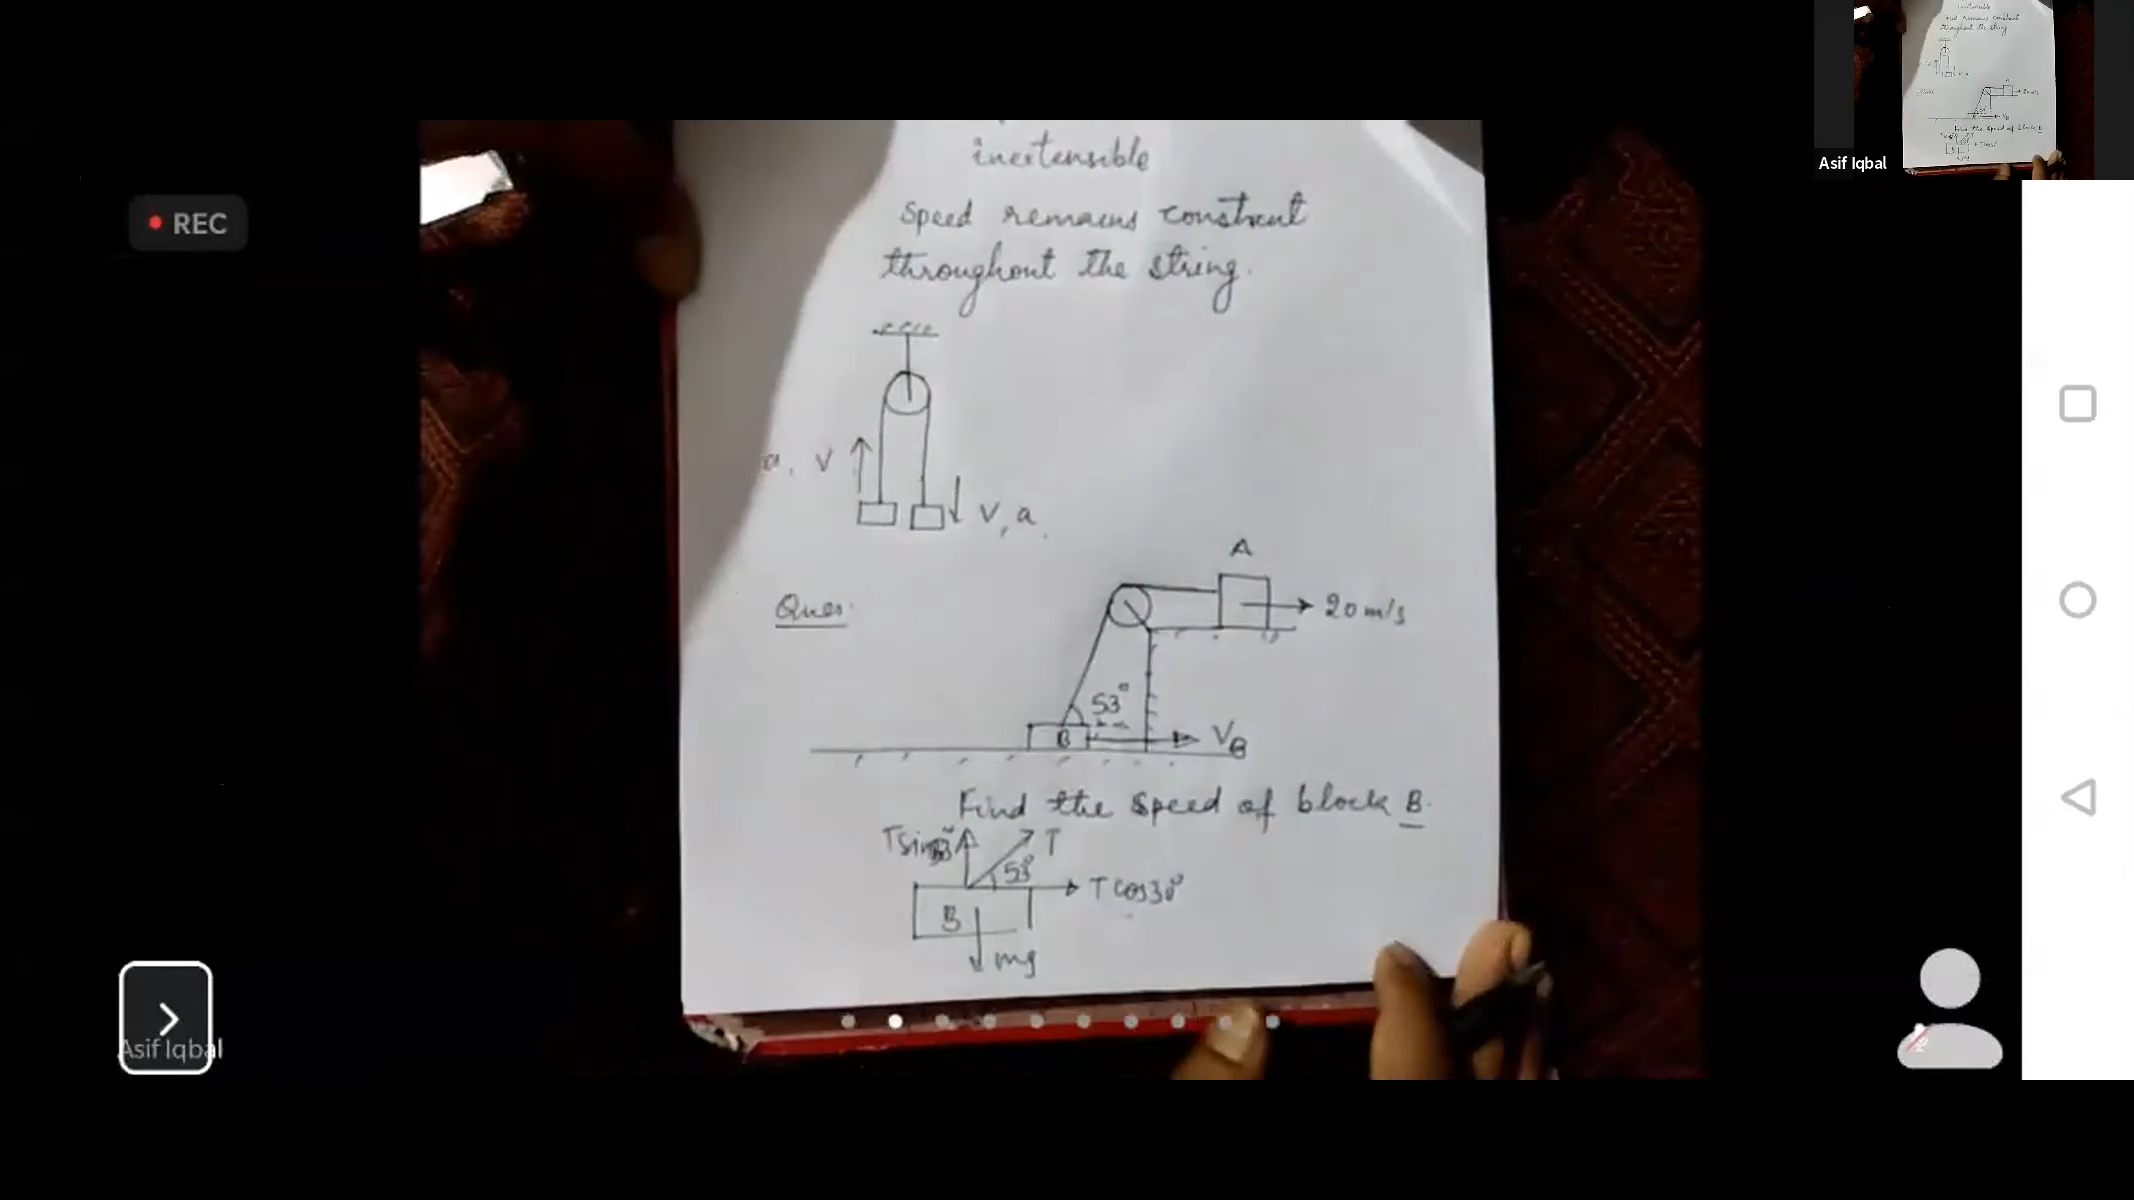 inextensible
Speed remains constant
throughout the string.
a, v
v, a
Ques.
A
20 m/s
53°
B
VB
Find the speed of block B.
T
53°
T cos30°
B
mg
REC
Asif Iqbal
Asif Iqbal